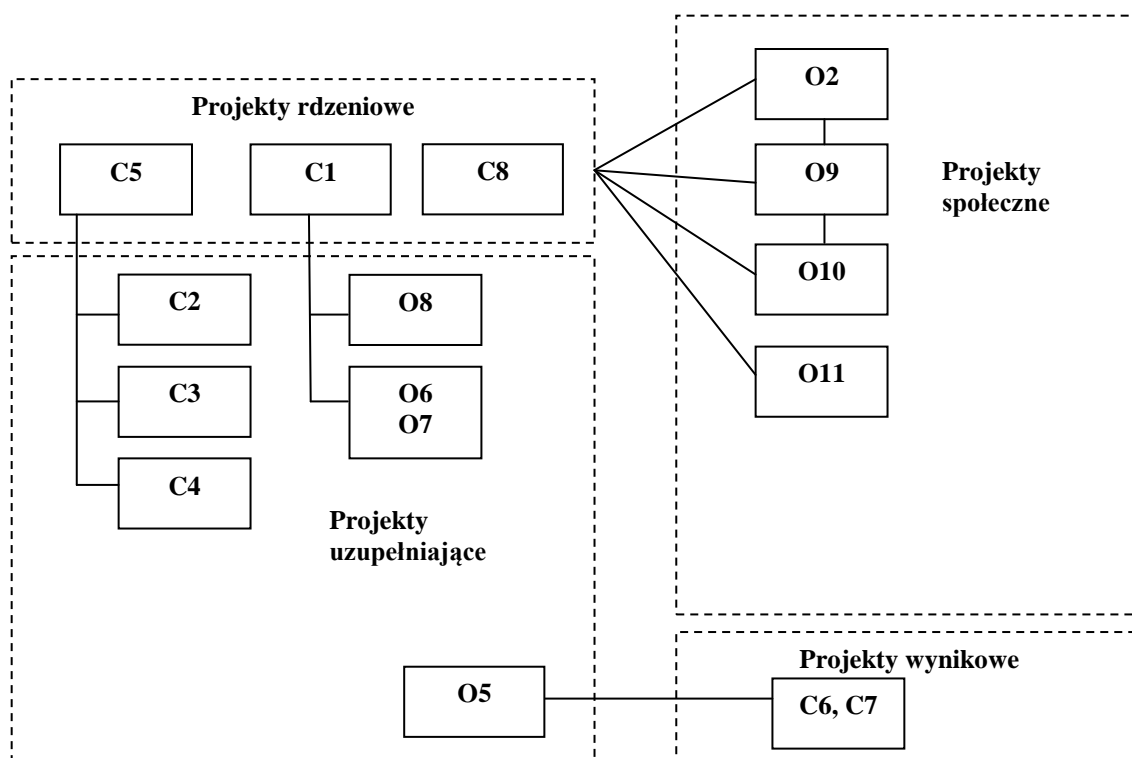 Projekty rdzeniowe
C5
C1
C8
C2
C3
C4
O8
O6
O7
Projekty
uzupełniające
O5
O2
O9
O10
O11
Projekty
społeczne
Projekty wynikowe
C6, C7